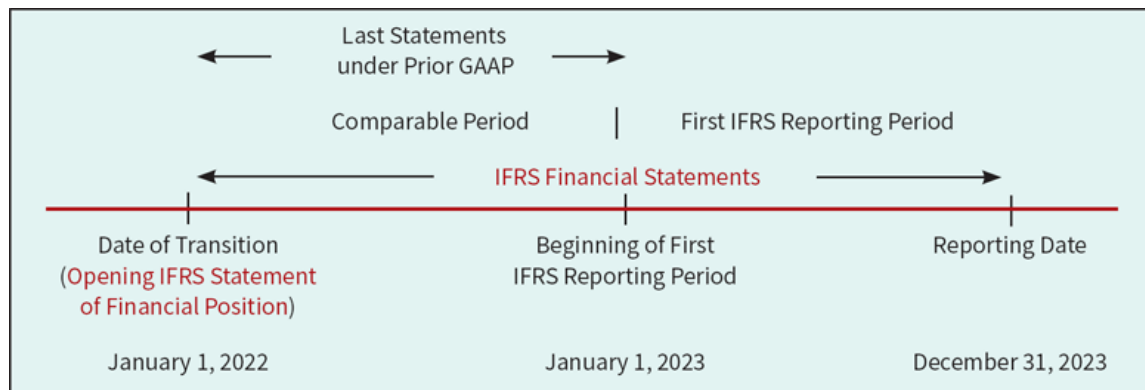 Last Statements
under Prior GAAP
Comparable Period
First IFRS Reporting Period
IFRS Financial Statements
Date of Transition
(Opening IFRS Statement
of Financial Position)
Beginning of First
IFRS Reporting Period
Reporting Date
January 1, 2022
January 1, 2023
December 31, 2023